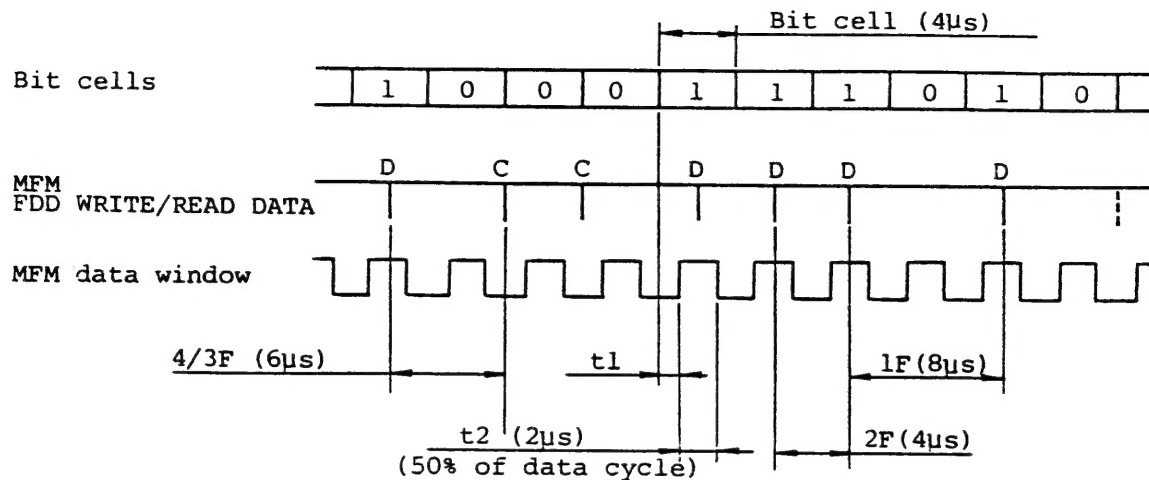 Bit cell (4µs)
Bit cells
1 0 0 0 1 1 1 0 1 0
D C C D D D D
MFM
FDD WRITE/READ DATA
MFM data window
4/3F (6µs)
t1
1F(8µs)
t2 (2µs)
2F(4µs)
(50% of data cycle)